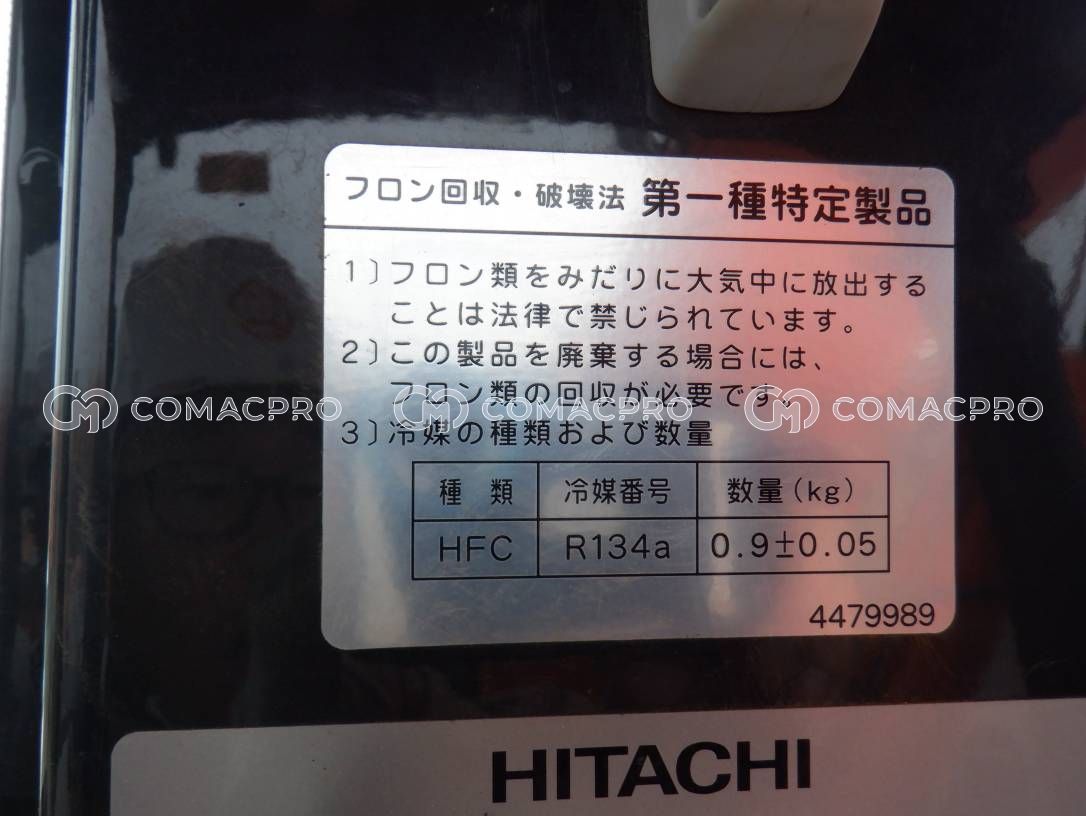 フロン回収・破壊法 第一種特定製品
1）フロン類をみだりに大気中に放出する
ことは法律で禁じられています。
2）この製品を廃棄する場合には、
フロン類の回収が必要です。
COMACPRO COMACPRO COMACPRO
3）冷媒の種類および数量
種類 冷媒番号 数量（kg）
HFC R134a 0.9±0.05
4479989
HITACHI